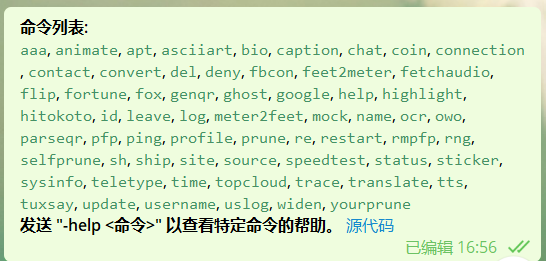 命令列表:
aaa, animate, apt, asciiart, bio, caption, chat, coin, connection
, contact, convert, del, deny, fbcon, feet2meter, fetchaudio,
flip, fortune, fox, genqr, ghost, google, help, highlight,
hitokoto, id, leave, log, meter2feet, mock, name, ocr, owo,
parseqr, pfp, ping, profile, prune, re, restart, rmpfp, rng,
selfprune, sh, ship, site, source, speedtest, status, sticker,
sysinfo, teletype, time, topcloud, trace, translate, tts,
tuxsay, update, username, uslog, widen, yourprune
发送 "-help <命令>" 以查看特定命令的帮助。 源代码
已编辑 16:56